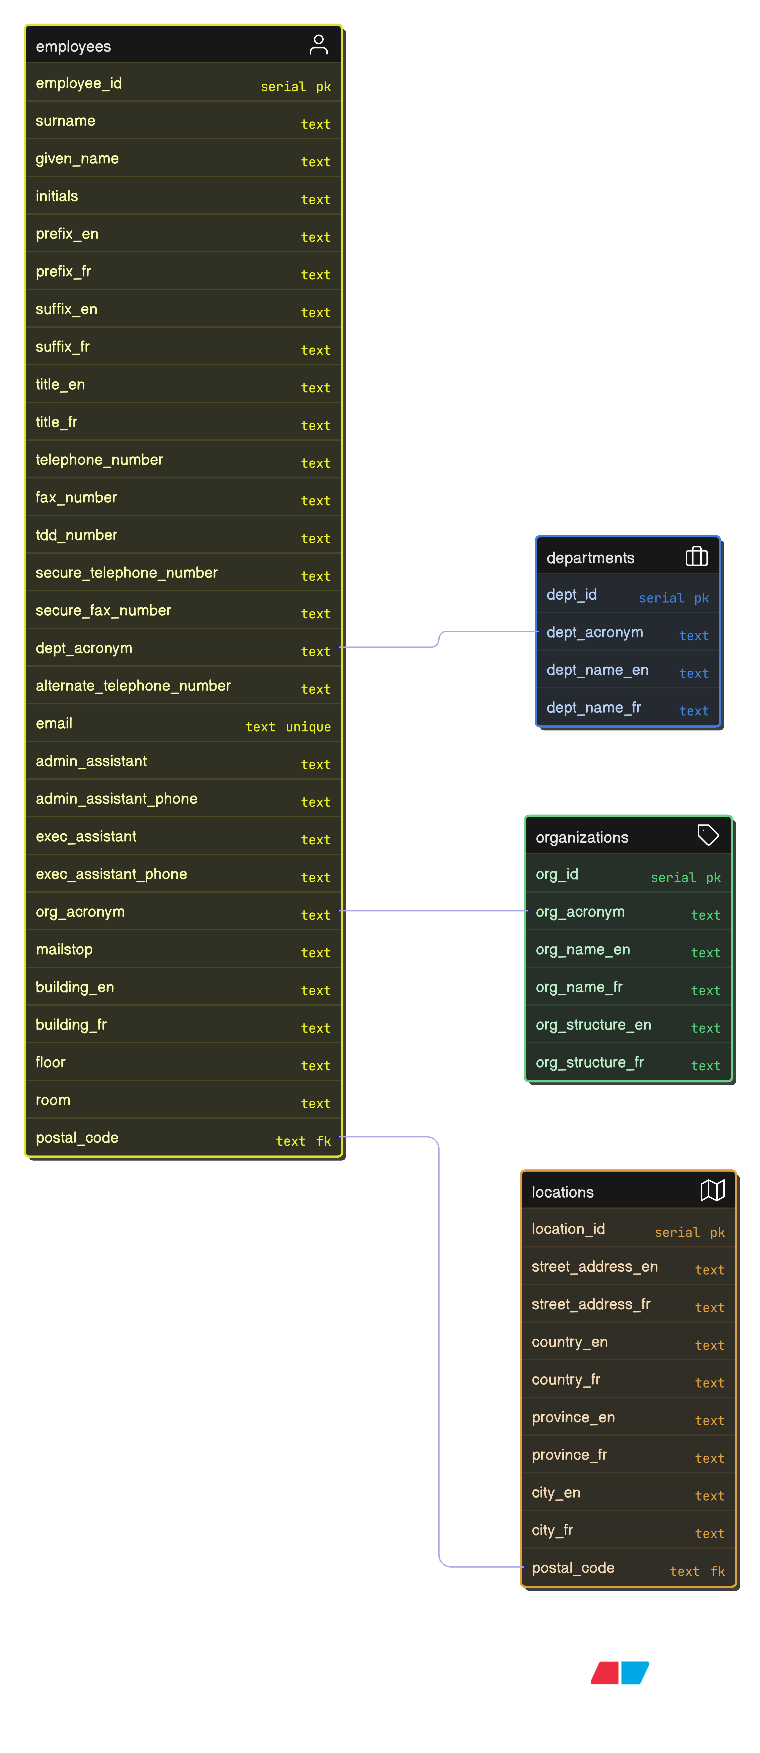 employees
employee_id serial pk
surname text
given_name text
initials text
prefix_en text
prefix_fr text
suffix_en text
suffix_fr text
title_en text
title_fr text
telephone_number text
fax_number text
tdd_number text
secure_telephone_number text
secure_fax_number text
dept_acronym text
alternate_telephone_number text
email text unique
admin_assistant text
admin_assistant_phone text
exec_assistant text
exec_assistant_phone text
org_acronym text
mailstop text
building_en text
building_fr text
floor text
room text
postal_code text fk
departments
dept_id serial pk
dept_acronym text
dept_name_en text
dept_name_fr text
organizations
org_id serial pk
org_acronym text
org_name_en text
org_name_fr text
org_structure_en text
org_structure_fr text
locations
location_id serial pk
street_address_en text
street_address_fr text
country_en text
country_fr text
province_en text
province_fr text
city_en text
city_fr text
postal_code text fk